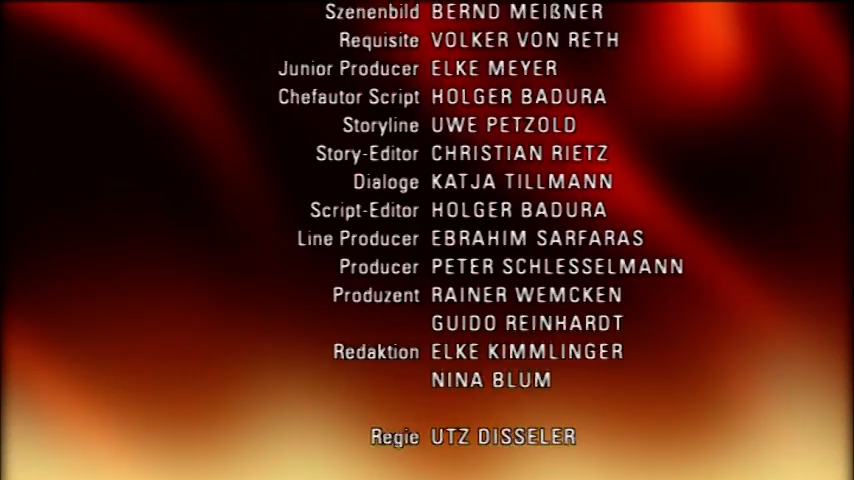 Szenenbild BERND MEIßNER
Requisite VOLKER VON RETH
Junior Producer ELKE MEYER
Chefautor Script HOLGER BADURA
Storyline UWE PETZOLD
Story-Editor CHRISTIAN RIETZ
Dialoge KATJA TILLMANN
Script-Editor HOLGER BADURA
Line Producer EBRAHIM SARFARAS
Producer PETER SCHLESSELMANN
Produzent RAINER WEMCKEN
GUIDO REINHARDT
Redaktion ELKE KIMMLINGER
NINA BLUM
Regie UTZ DISSELER